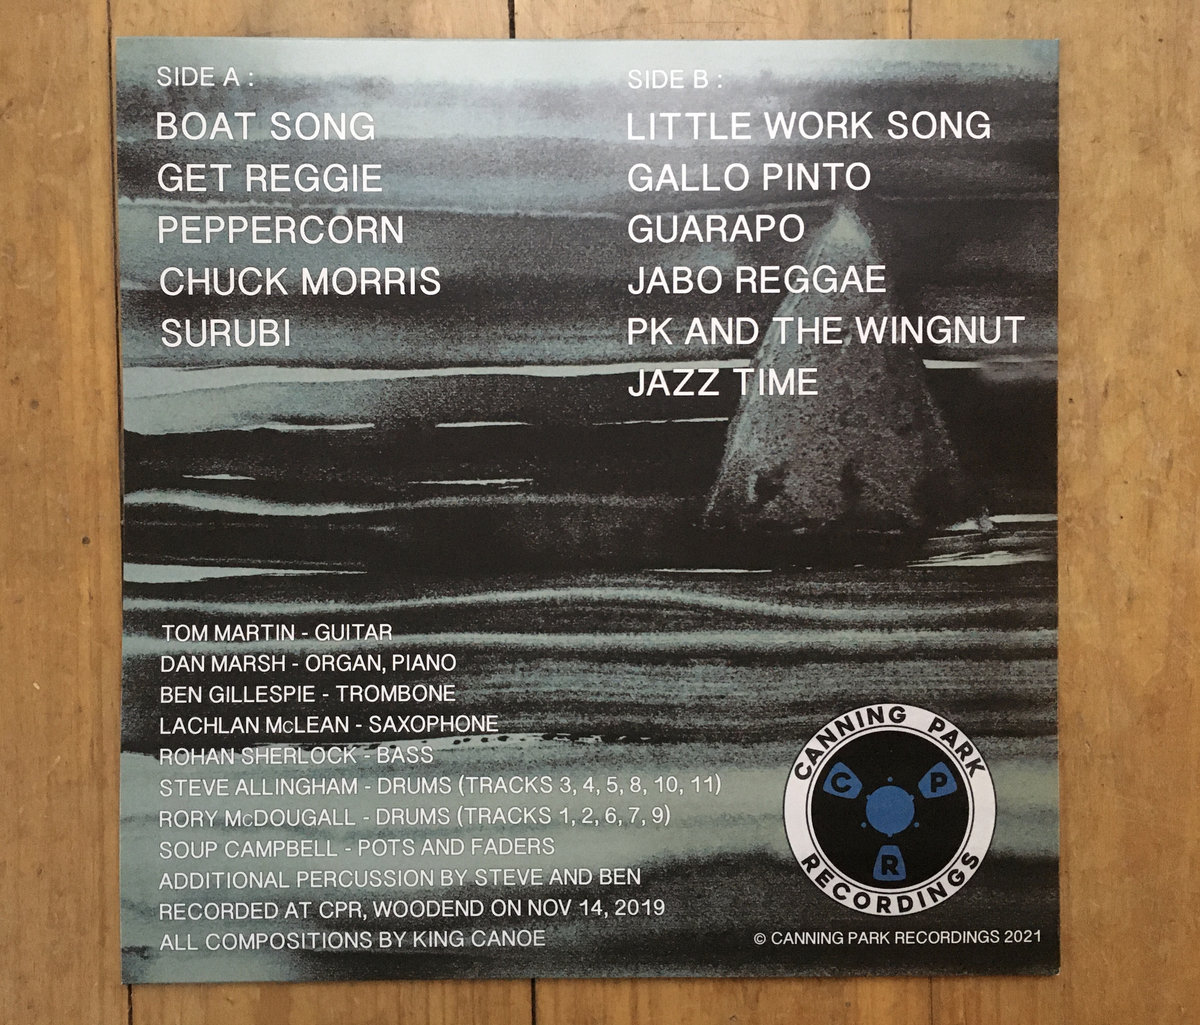 SIDE A :
BOAT SONG
GET REGGIE
PEPPERCORN
CHUCK MORRIS
SURUBI
SIDE B :
LITTLE WORK SONG
GALLO PINTO
GUARAPO
JABO REGGAE
PK AND THE WINGNUT
JAZZ TIME
TOM MARTIN - GUITAR
DAN MARSH - ORGAN, PIANO
BEN GILLESPIE - TROMBONE
LACHLAN McLEAN - SAXOPHONE
ROHAN SHERLOCK - BASS
STEVE ALLINGHAM - DRUMS (TRACKS 3, 4, 5, 8, 10, 11)
RORY McDOUGALL - DRUMS (TRACKS 1, 2, 6, 7, 9)
SOUP CAMPBELL - POTS AND FADERS
ADDITIONAL PERCUSSION BY STEVE AND BEN
RECORDED AT CPR, WOODEND ON NOV 14, 2019
ALL COMPOSITIONS BY KING CANOE
CANNING PARK
C P
R
RECORDINGS
© CANNING PARK RECORDINGS 2021